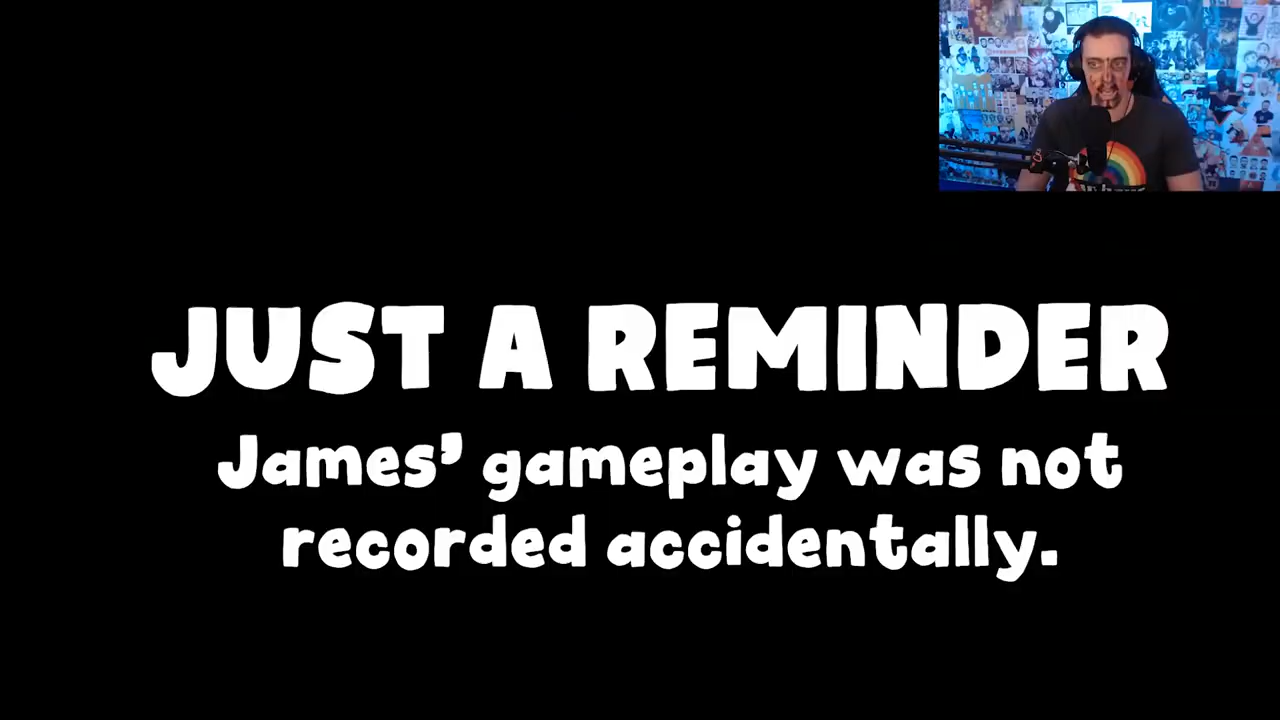 JUST A REMINDER
James' gameplay was not
recorded accidentally.